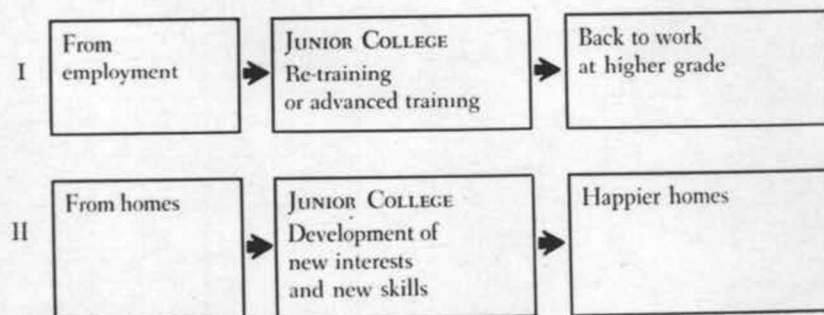 I
From
employment
JUNIOR COLLEGE
Re-training
or advanced training
Back to work
at higher grade
II
From homes
JUNIOR COLLEGE
Development of
new interests
and new skills
Happier homes